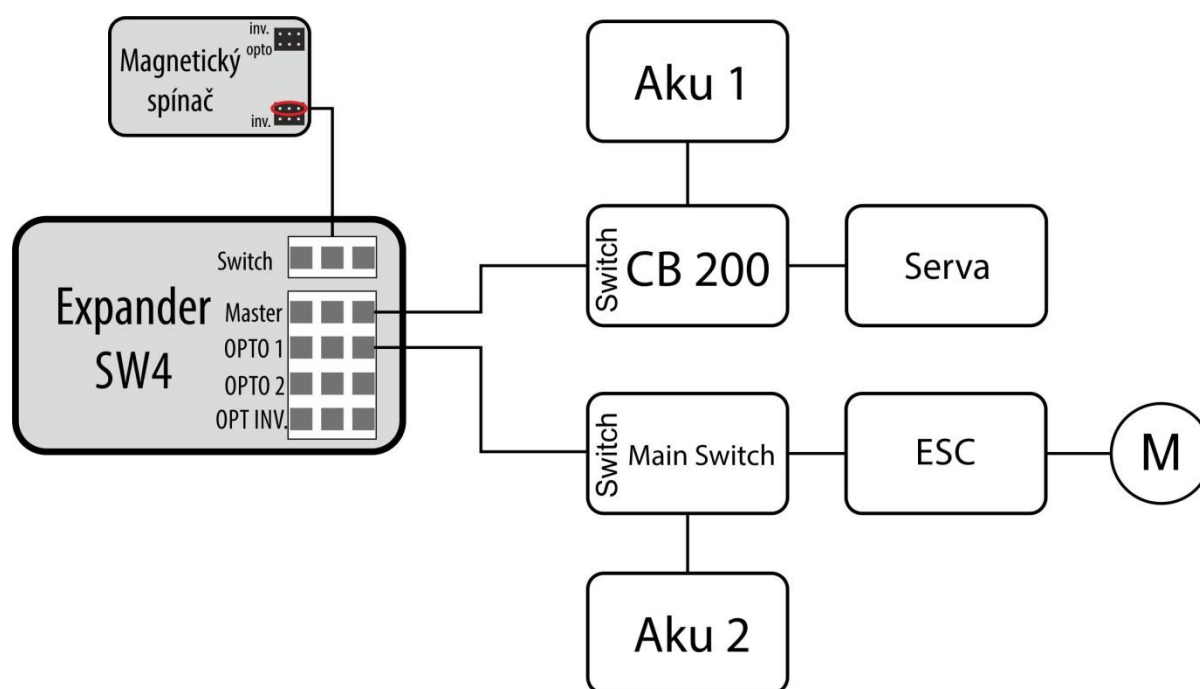 inv.
opto
Magnetický
spínač
inv.
Expander
SW4
Switch
Master
OPTO 1
OPTO 2
OPT INV.
Aku 1
Switch
CB 200
Serva
Switch
Main Switch
ESC
M
Aku 2